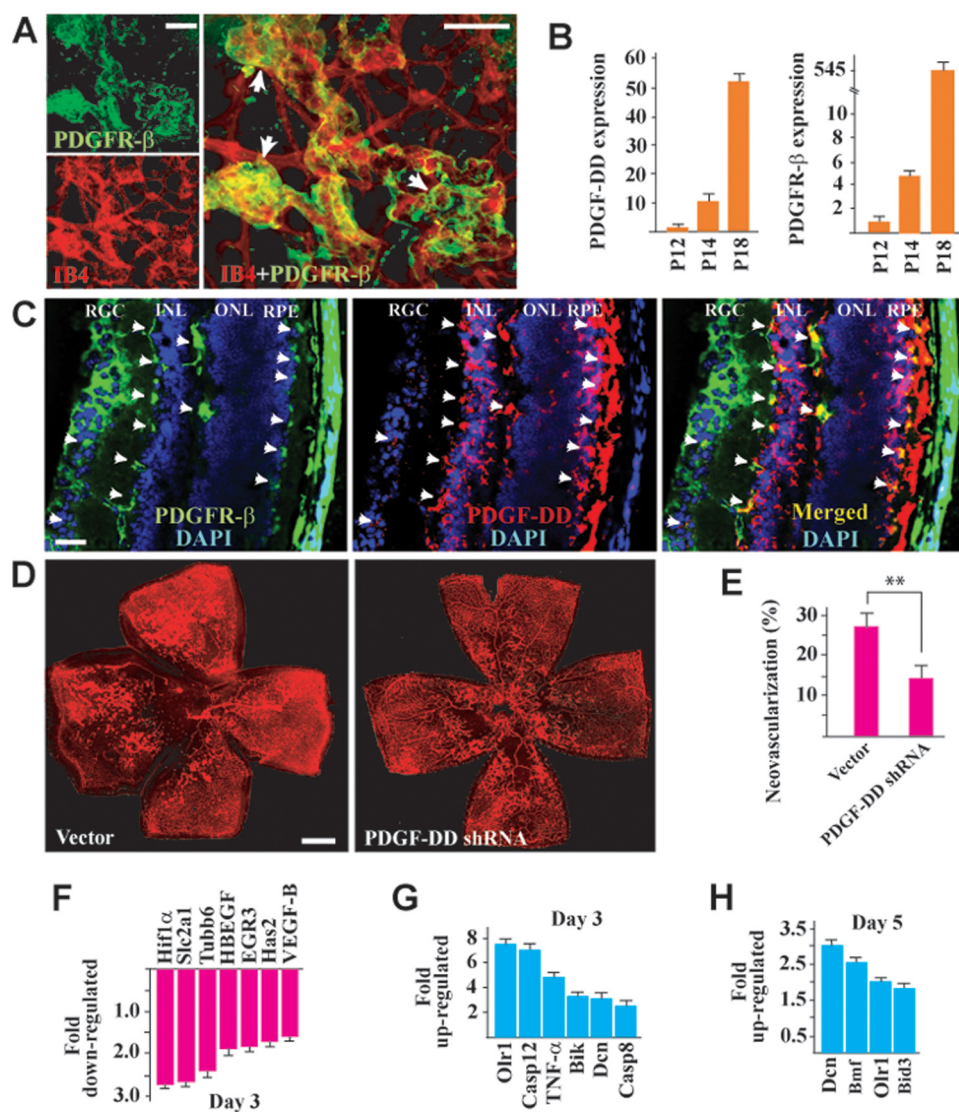 A
PDGFR-β
IB4
IB4+PDGFR-β
B
PDGF-DD expression
60
50
40
30
20
10
P12
P14
P18
PDGFR-β expression
545
10
6
4
2
P12
P14
P18
C
RGC INL ONL RPE
PDGFR-β
DAPI
RGC INL ONL RPE
PDGF-DD
DAPI
RGC INL ONL RPE
Merged
DAPI
D
Vector
PDGF-DD shRNA
E
Neovascularization (%)
30
20
10
**
Vector
PDGF-DD shRNA
F
Hif1α
Slc2a1
Tubb6
HBEGF
EGR3
Has2
VEGF-B
Fold
down-regulated
1.0
2.0
3.0
Day 3
G
Day 3
Fold
up-regulated
8
6
4
2
Olr1
Casp12
TNF-α
Bik
Dcn
Casp8
H
Day 5
Fold
up-regulated
3.5
2.5
1.5
.5
Dcn
Bmf
Olr1
Bid3